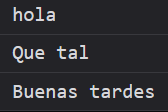 hola
Que tal
Buenas tardes